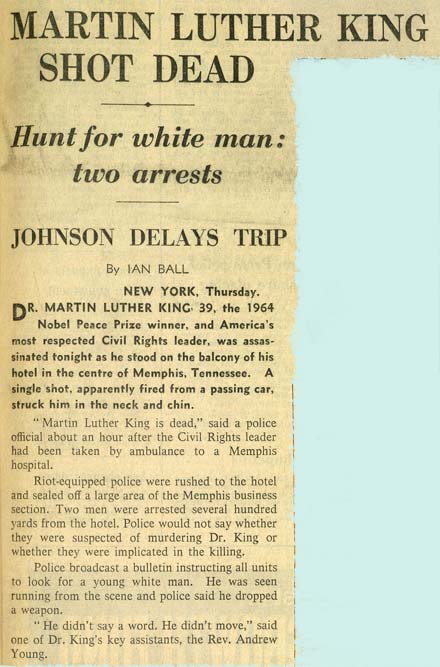 MARTIN LUTHER KING
SHOT DEAD
Hunt for white man:
two arrests
JOHNSON DELAYS TRIP
By IAN BALL
NEW YORK, Thursday.
DR. MARTIN LUTHER KING, 39, the 1964
Nobel Peace Prize winner, and America's
most respected Civil Rights leader, was assas-
sinated tonight as he stood on the balcony of his
hotel in the centre of Memphis, Tennessee. A
single shot, apparently fired from a passing car,
struck him in the neck and chin.
"Martin Luther King is dead," said a police
official about an hour after the Civil Rights leader
had been taken by ambulance to a Memphis
hospital.
Riot-equipped police were rushed to the hotel
and sealed off a large area of the Memphis business
section. Two men were arrested several hundred
yards from the hotel. Police would not say whether
they were suspected of murdering Dr. King or
whether they were implicated in the killing.
Police broadcast a bulletin instructing all units
to look for a young white man. He was seen
running from the scene and police said he dropped
a weapon.
"He didn't say a word. He didn't move," said
one of Dr. King's key assistants, the Rev. Andrew
Young.